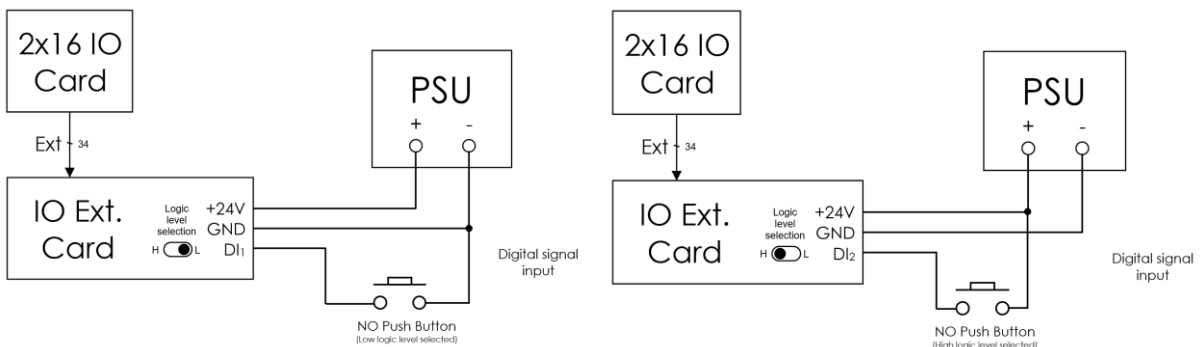 2x16 IO
Card
PSU
+ -
Ext 34
IO Ext.
Card
Logic
level
selection
H L
+24V
GND
DI1
Digital signal
input
NO Push Button
(Low logic level selected)
2x16 IO
Card
PSU
+ -
Ext 34
IO Ext.
Card
Logic
level
selection
H L
+24V
GND
DI2
Digital signal
input
NO Push Button
(High logic level selected)